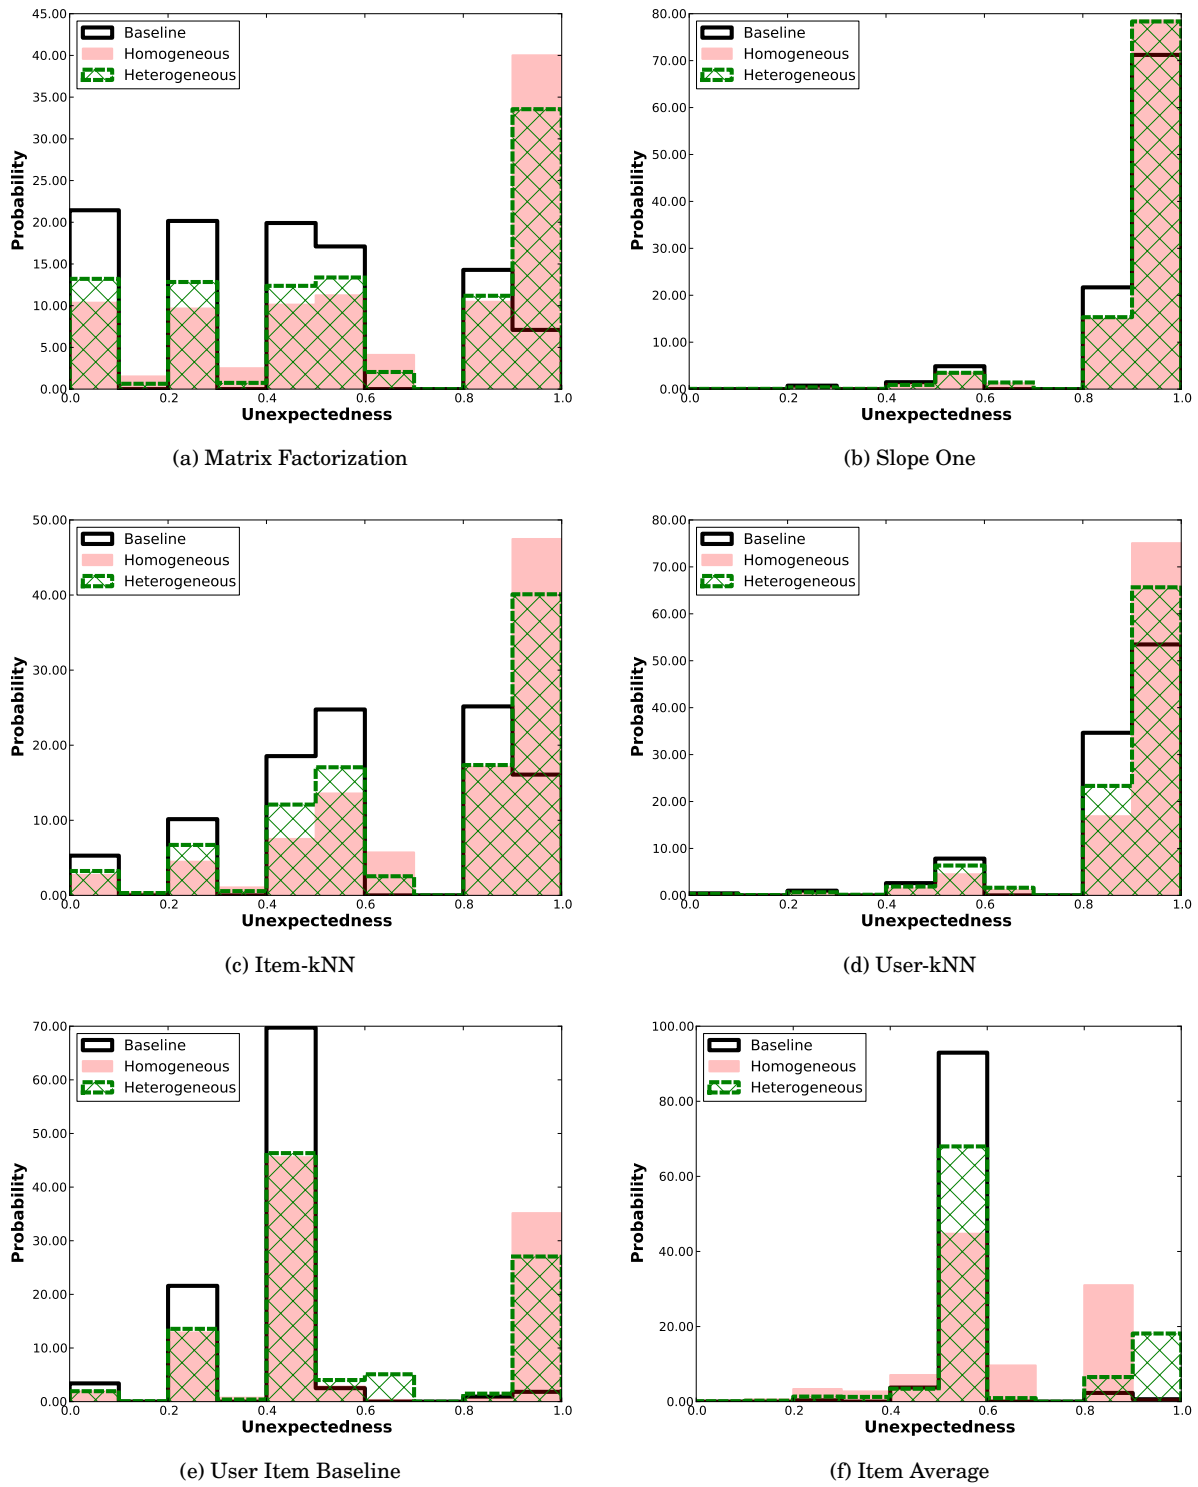 45.00
40.00
35.00
30.00
25.00
20.00
15.00
10.00
5.00
0.00
Probability
Baseline
Homogeneous
Heterogeneous
0.0 0.2 0.4 0.6 0.8 1.0
Unexpectedness
(a) Matrix Factorization
80.00
70.00
60.00
50.00
40.00
30.00
20.00
10.00
0.00
Probability
Baseline
Homogeneous
Heterogeneous
0.0 0.2 0.4 0.6 0.8 1.0
Unexpectedness
(b) Slope One
50.00
40.00
30.00
20.00
10.00
0.00
Probability
Baseline
Homogeneous
Heterogeneous
0.0 0.2 0.4 0.6 0.8 1.0
Unexpectedness
(c) Item-kNN
80.00
70.00
60.00
50.00
40.00
30.00
20.00
10.00
0.00
Probability
Baseline
Homogeneous
Heterogeneous
0.0 0.2 0.4 0.6 0.8 1.0
Unexpectedness
(d) User-kNN
70.00
60.00
50.00
40.00
30.00
20.00
10.00
0.00
Probability
Baseline
Homogeneous
Heterogeneous
0.0 0.2 0.4 0.6 0.8 1.0
Unexpectedness
(e) User Item Baseline
100.00
80.00
60.00
40.00
20.00
0.00
Probability
Baseline
Homogeneous
Heterogeneous
0.0 0.2 0.4 0.6 0.8 1.0
Unexpectedness
(f) Item Average